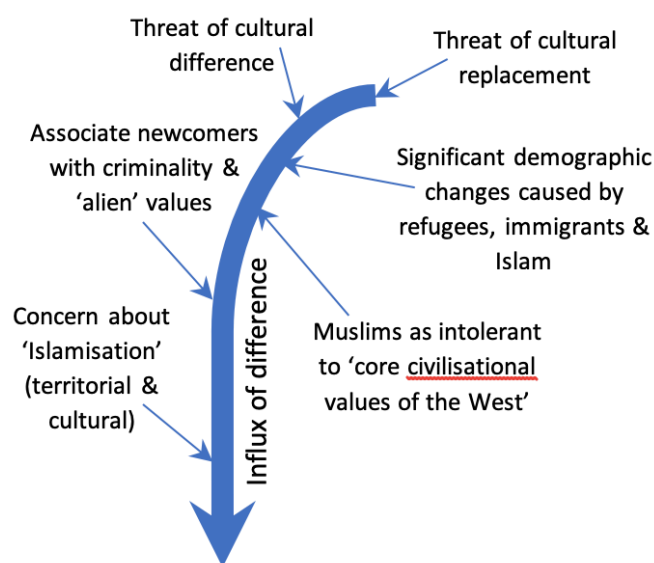 Threat of cultural
difference
Threat of cultural
replacement
Associate newcomers
with criminality &
‘alien’ values
Significant demographic
changes caused by
refugees, immigrants &
Islam
Concern about
‘Islamisation’
(territorial &
cultural)
Influx of difference
Muslims as intolerant
to ‘core civilisational
values of the West’